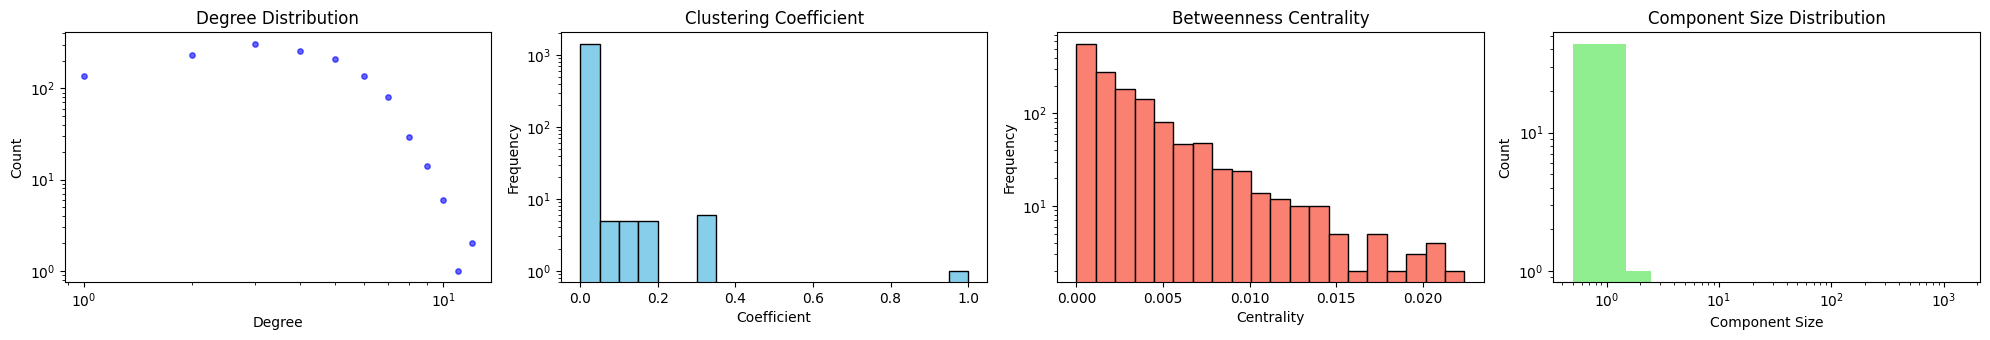 Degree Distribution
Count
10^2
10^1
10^0
10^0
10^1
Degree
Clustering Coefficient
Frequency
10^3
10^2
10^1
10^0
0.0
0.2
0.4
0.6
0.8
1.0
Coefficient
Betweenness Centrality
Frequency
10^2
10^1
0.000
0.005
0.010
0.015
0.020
Centrality
Component Size Distribution
Count
10^1
10^0
10^0
10^1
10^2
10^3
Component Size